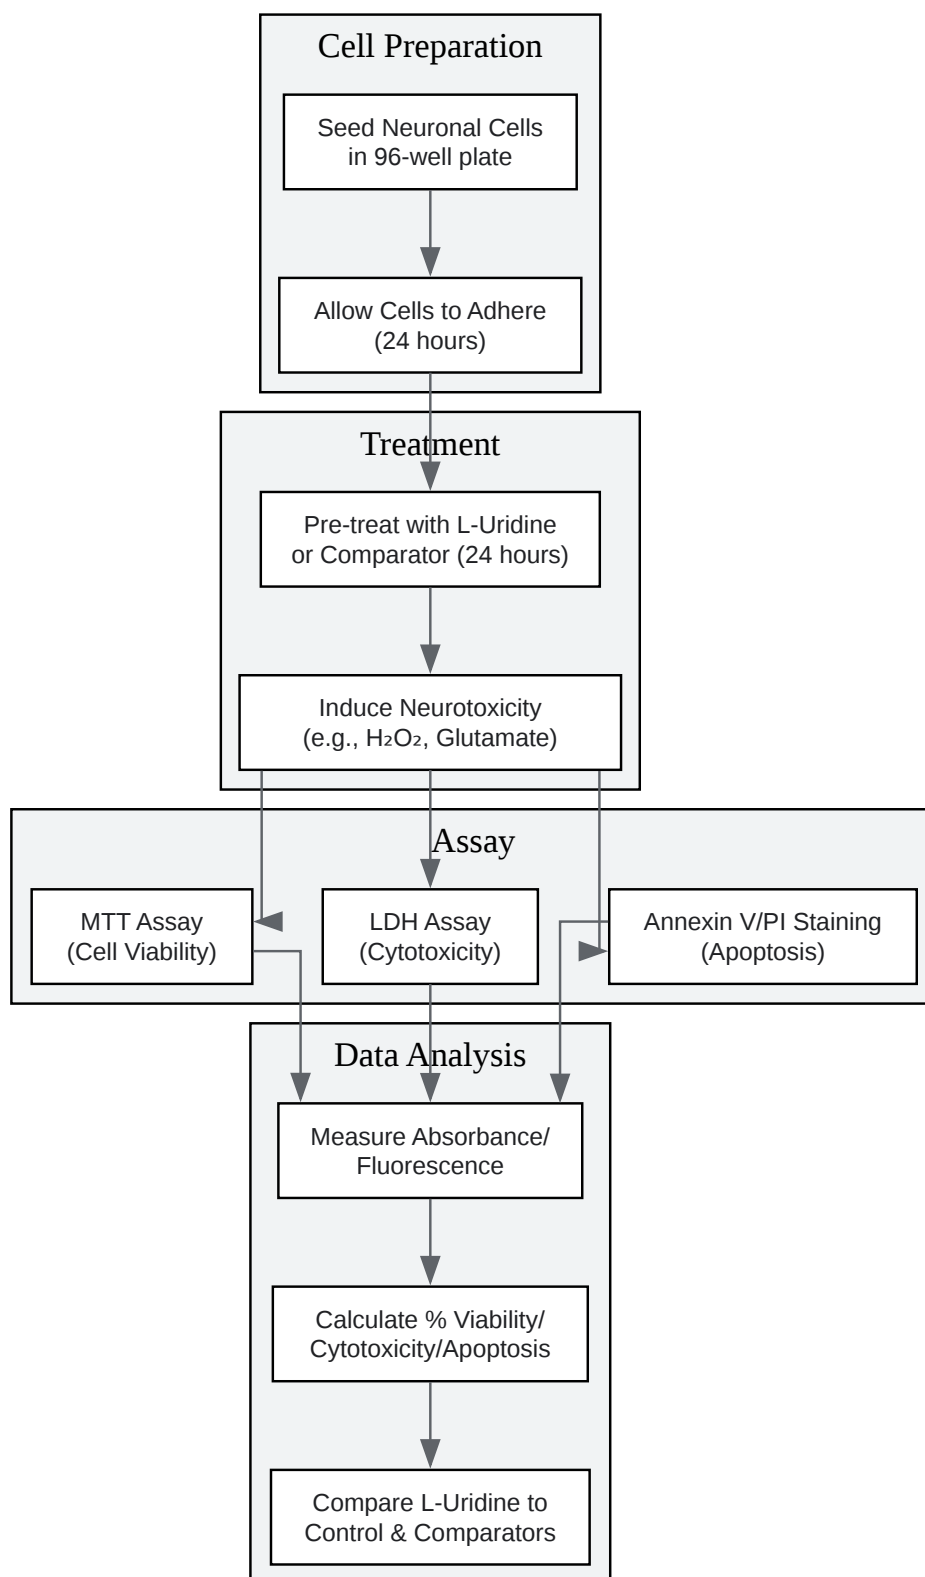 Cell Preparation
Seed Neuronal Cells
in 96-well plate
Allow Cells to Adhere
(24 hours)
Treatment
Pre-treat with L-Uridine
or Comparator (24 hours)
Induce Neurotoxicity
(e.g., H₂O₂, Glutamate)
Assay
MTT Assay
(Cell Viability)
LDH Assay
(Cytotoxicity)
Annexin V/PI Staining
(Apoptosis)
Data Analysis
Measure Absorbance/
Fluorescence
Calculate % Viability/
Cytotoxicity/Apoptosis
Compare L-Uridine to
Control & Comparators